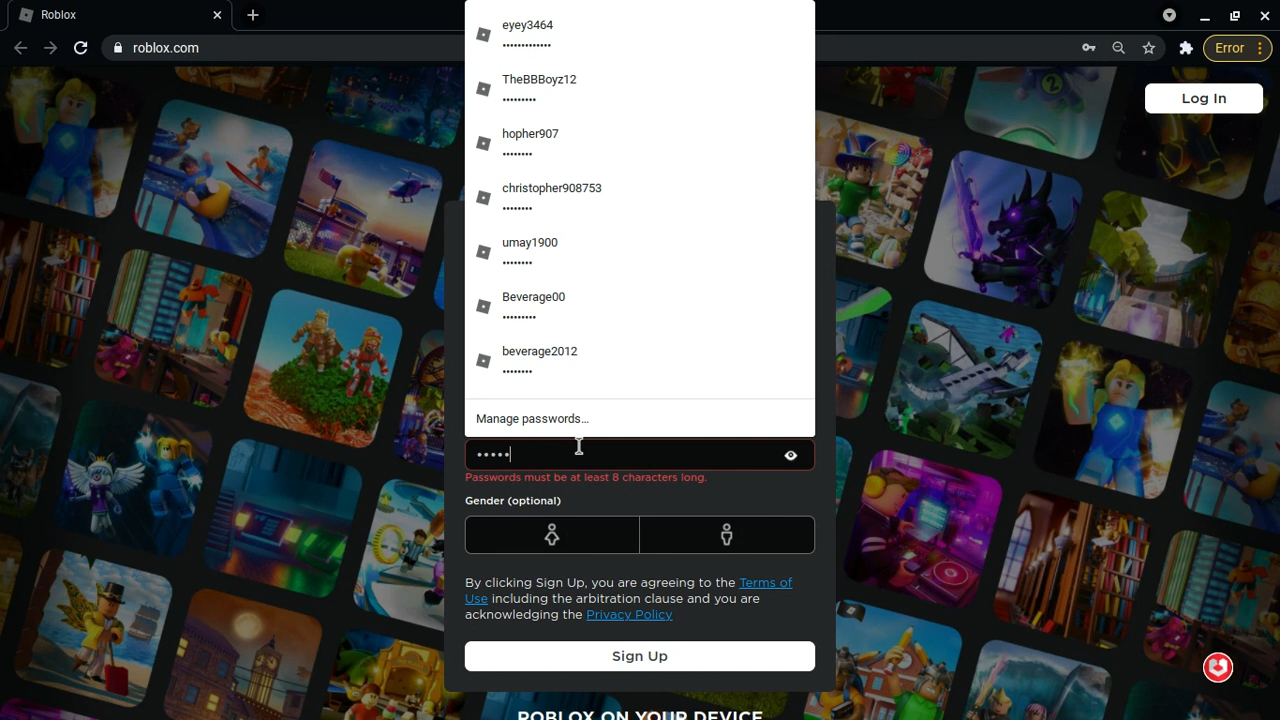 Roblox
roblox.com
Error
Log In
eyey3464
•••••••••••••
TheBBBoyz12
•••••••••
hopher907
••••••••
christopher908753
••••••••
umay1900
••••••••
Beverage00
•••••••••
beverage2012
••••••••
Manage passwords...
•••••
Passwords must be at least 8 characters long.
Gender (optional)
By clicking Sign Up, you are agreeing to the Terms of
Use including the arbitration clause and you are
acknowledging the Privacy Policy
Sign Up
ROBLOX ON YOUR DEVICE